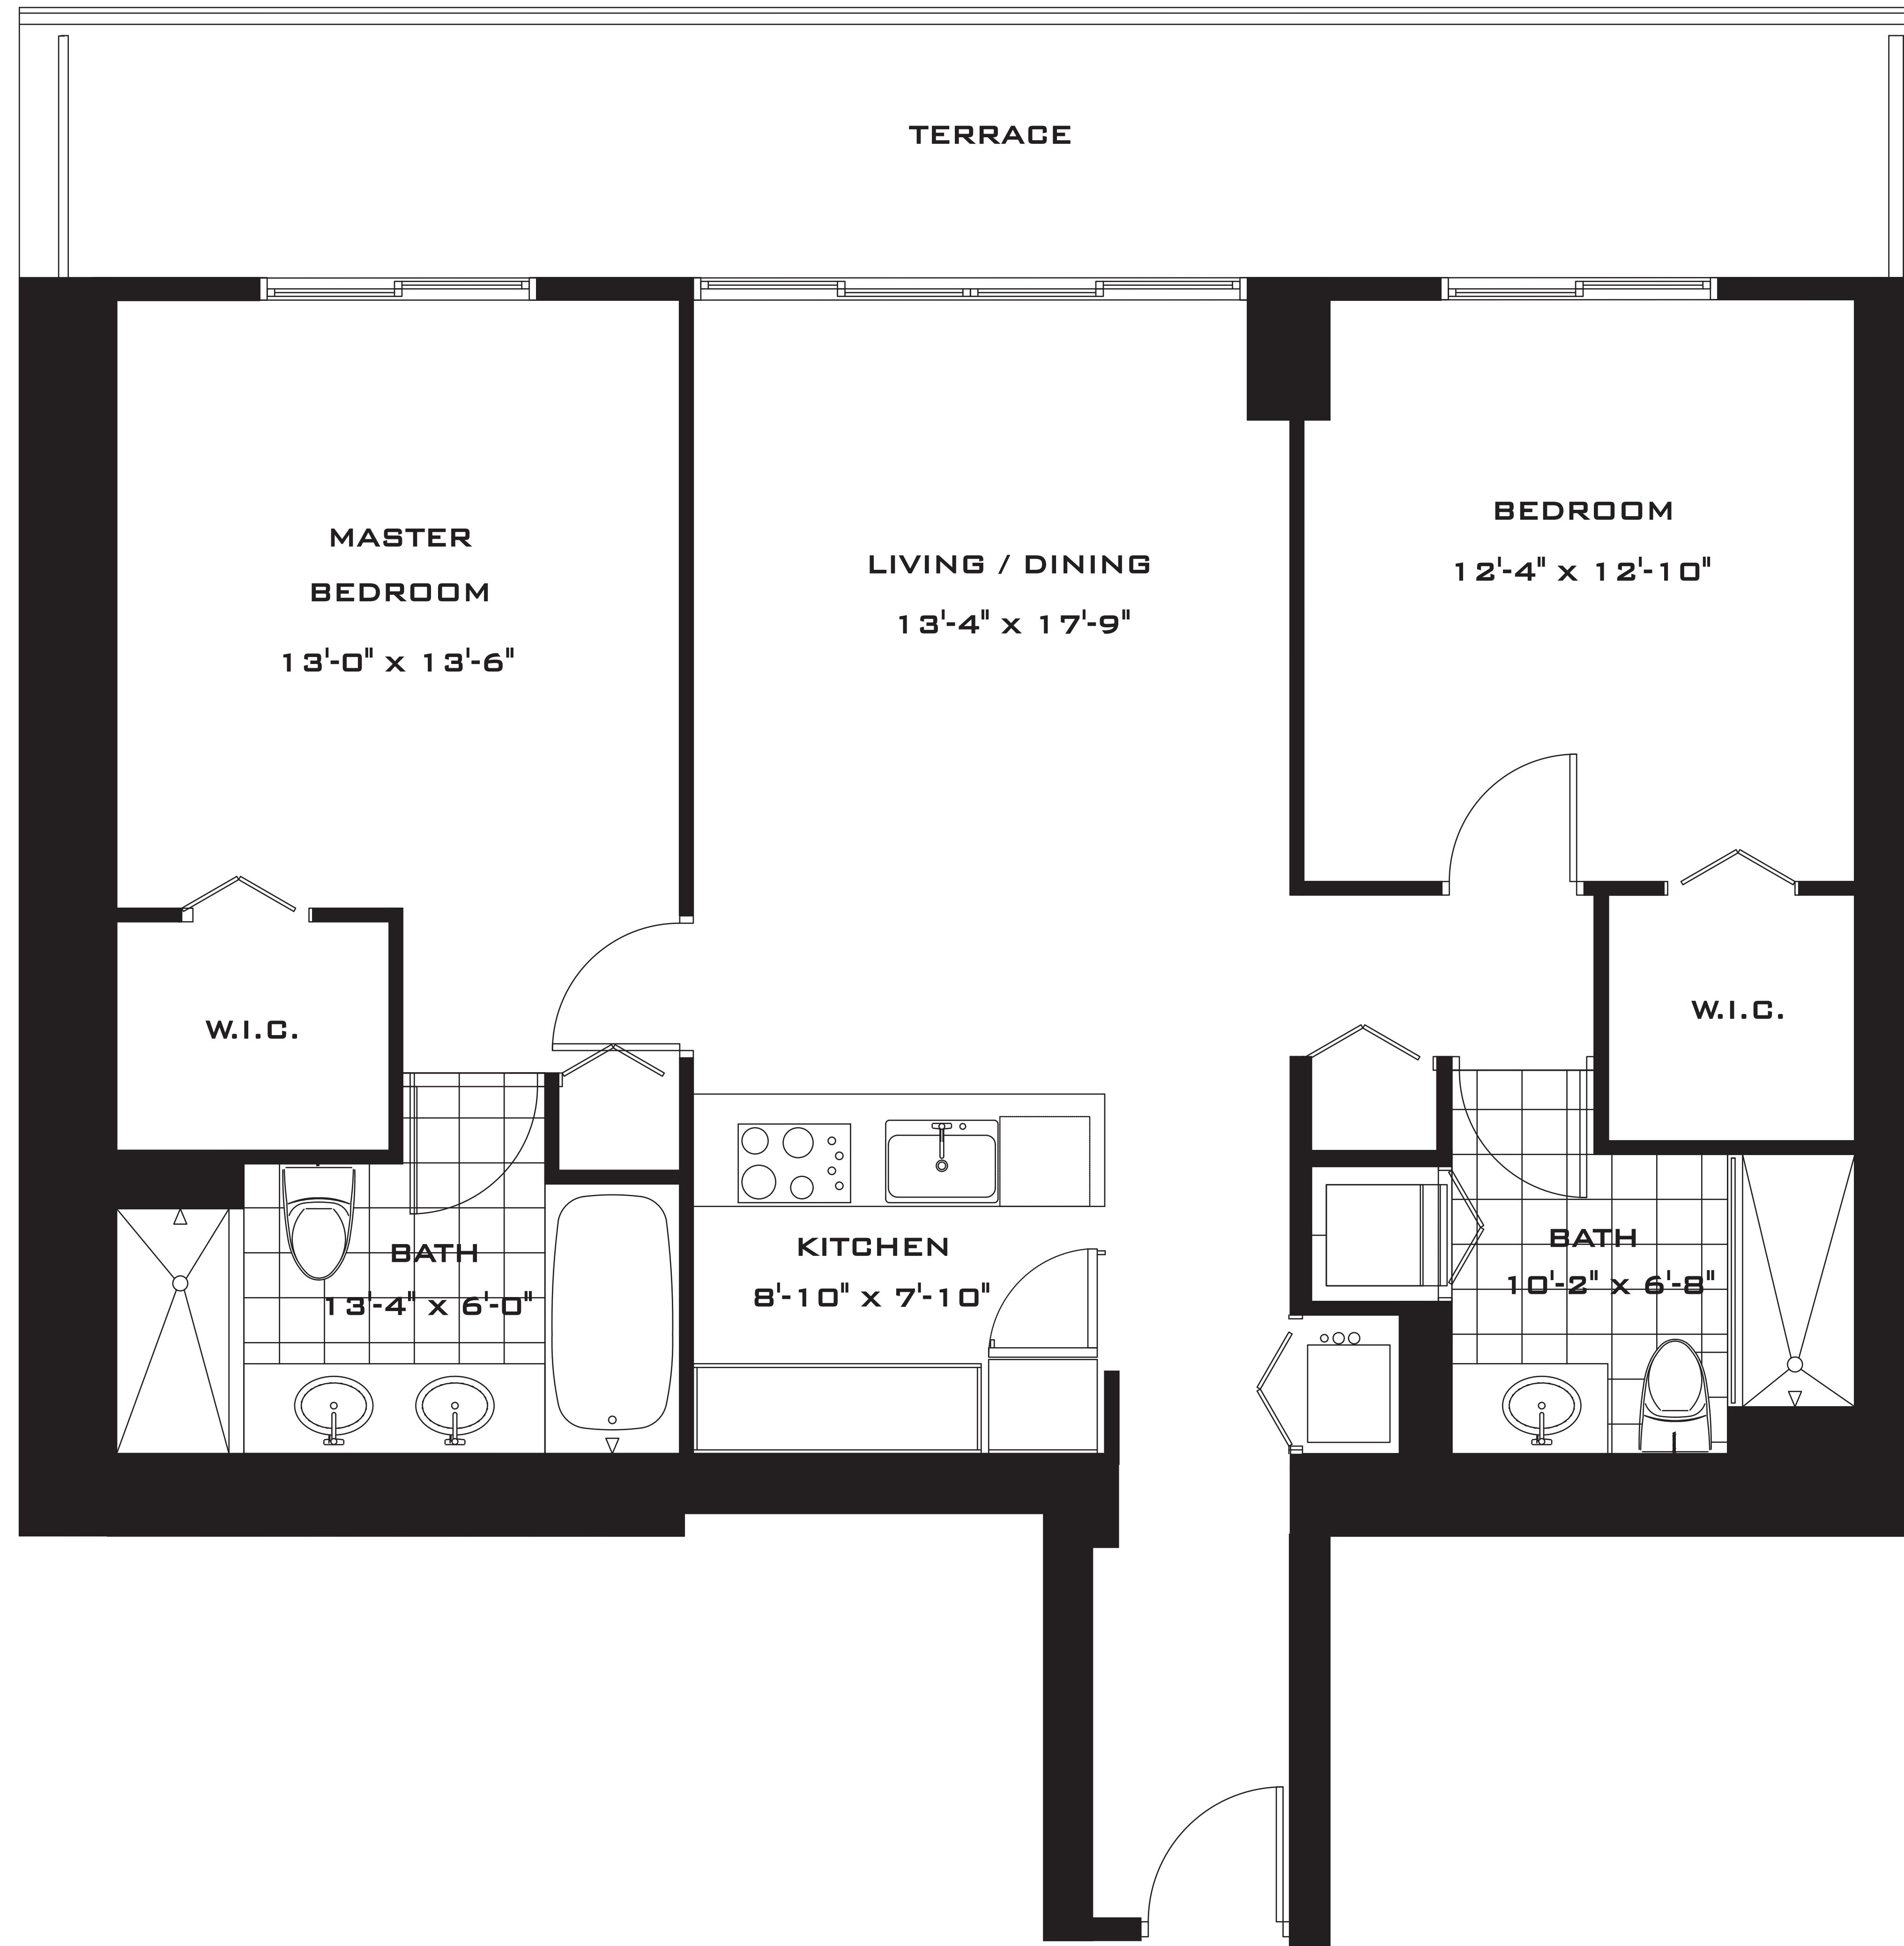 TERRACE
MASTER
BEDROOM
13'-0" x 13'-6"
LIVING / DINING
13'-4" x 17'-9"
BEDROOM
12'-4" x 12'-10"
W.I.C.
W.I.C.
BATH
13'-4" x 6'-0"
KITCHEN
8'-10" x 7'-10"
BATH
10'-2" x 6'-8"